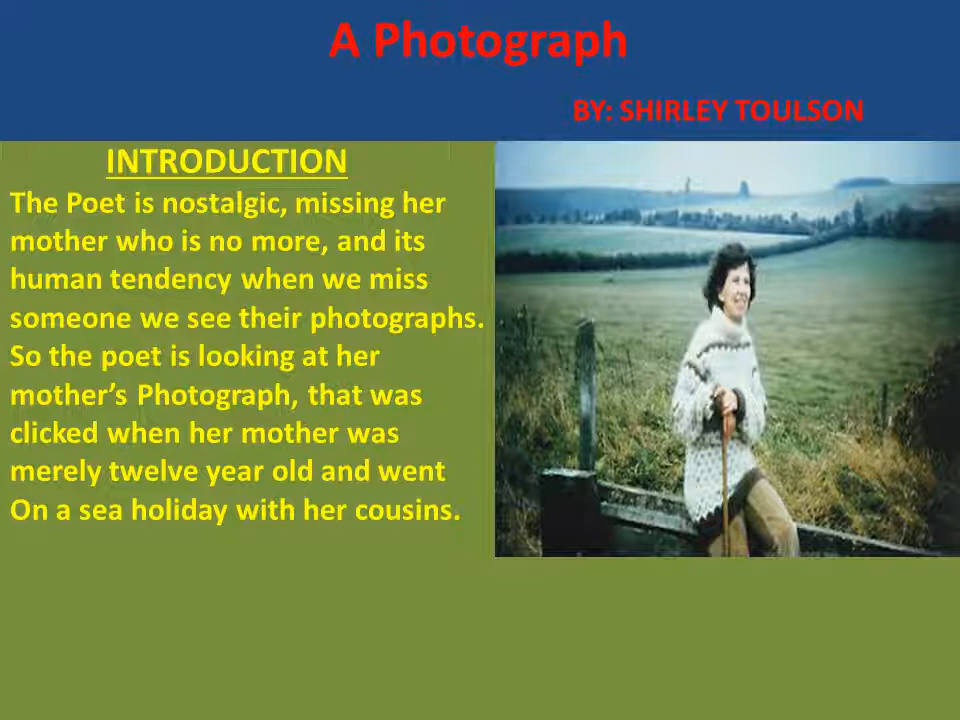 A Photograph
BY: SHIRLEY TOULSON
INTRODUCTION
The Poet is nostalgic, missing her
mother who is no more, and its
human tendency when we miss
someone we see their photographs.
So the poet is looking at her
mother’s Photograph, that was
clicked when her mother was
merely twelve year old and went
On a sea holiday with her cousins.